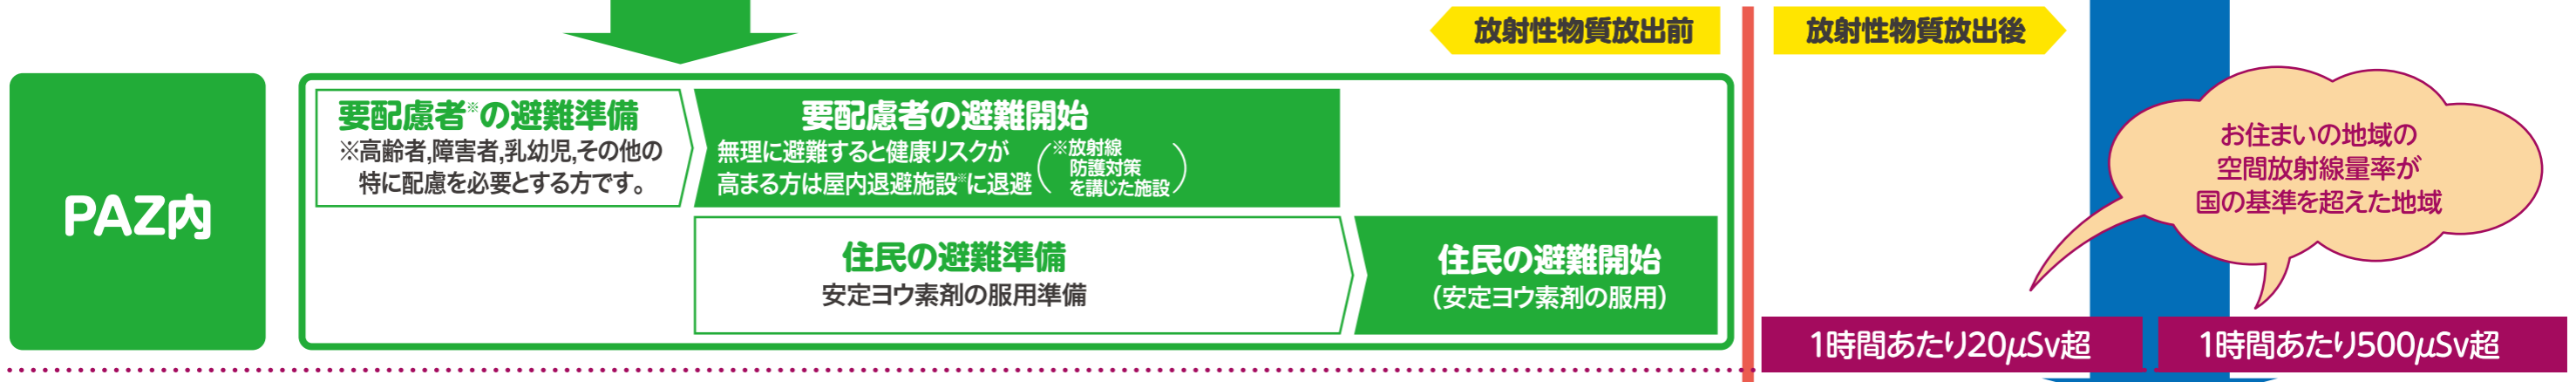 放射性物質放出前
放射性物質放出後
PAZ内
要配慮者※の避難準備
※高齢者,障害者,乳幼児,その他の
特に配慮を必要とする方です。
要配慮者の避難開始
無理に避難すると健康リスクが
高まる方は屋内退避施設※に退避
(※放射線
防護対策
を講じた施設)
住民の避難準備
安定ヨウ素剤の服用準備
住民の避難開始
(安定ヨウ素剤の服用)
お住まいの地域の
空間放射線量率が
国の基準を超えた地域
1時間あたり20μSv超
1時間あたり500μSv超